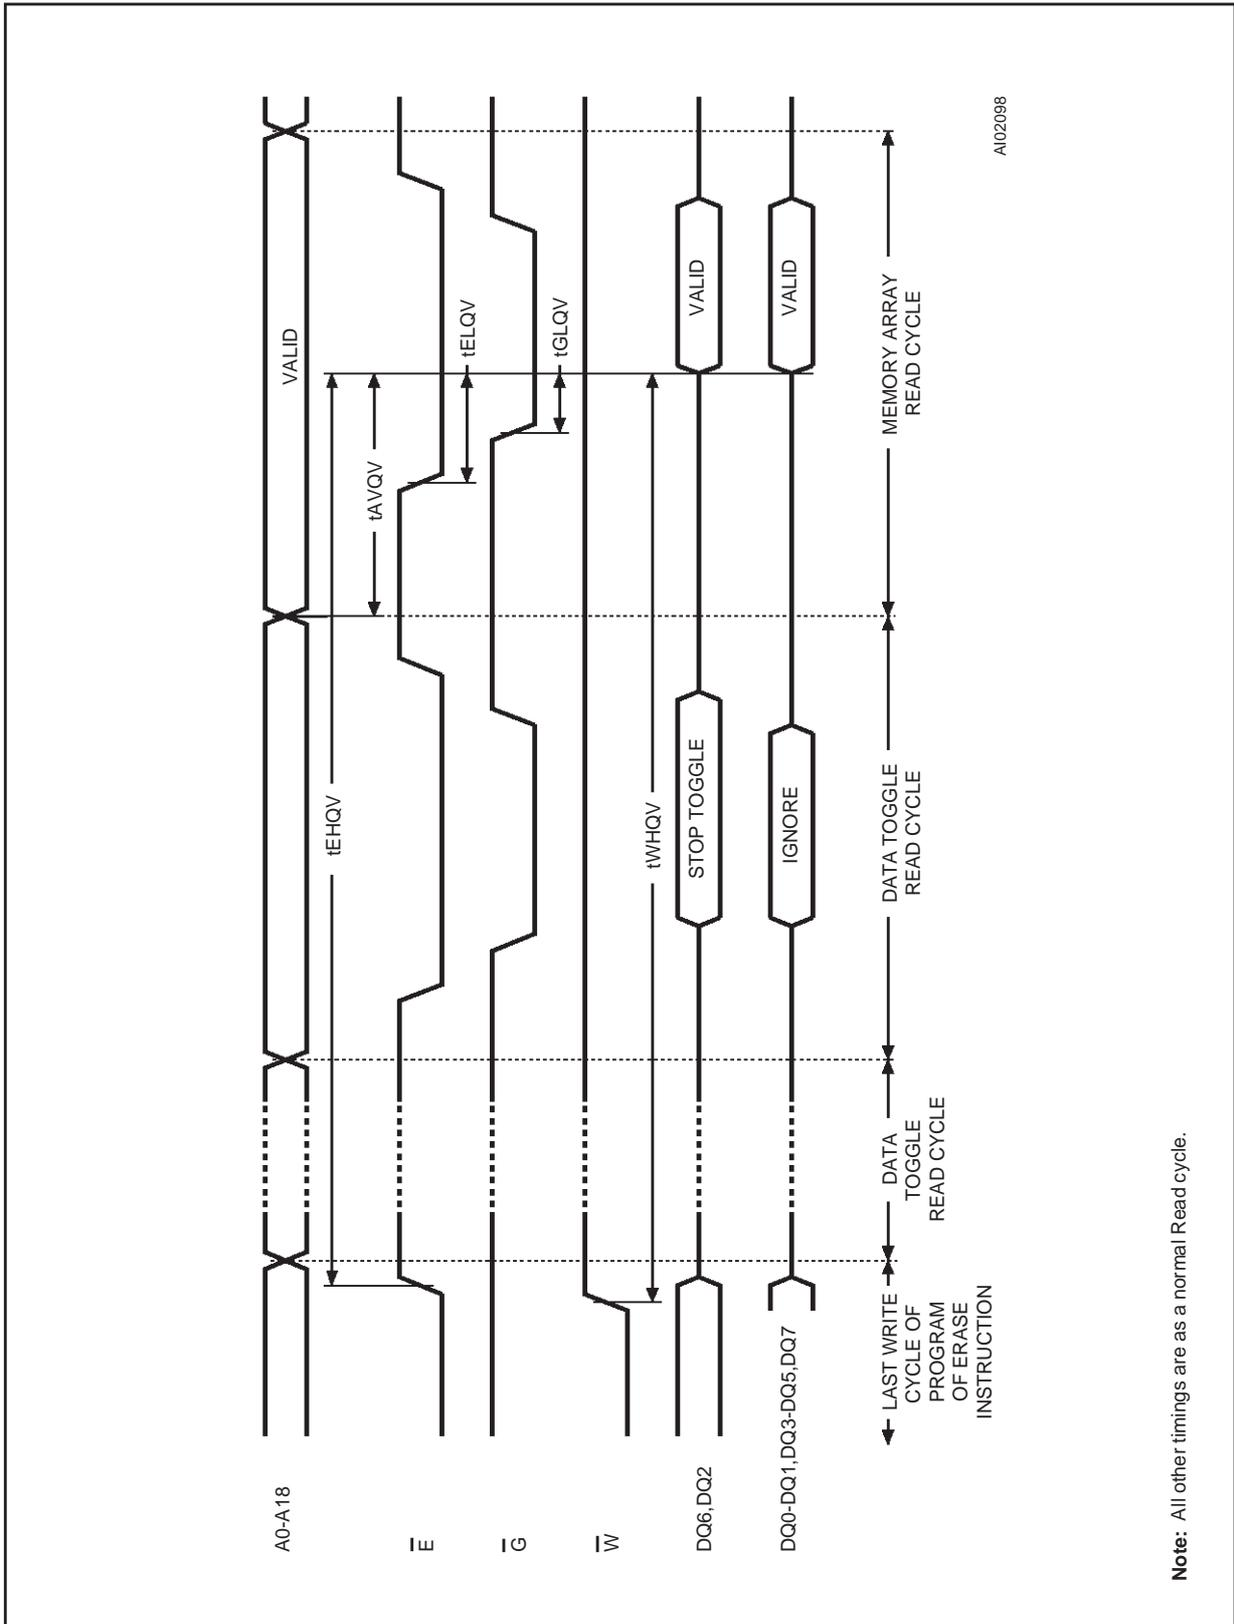 A0-A18
VALID
tEHQV
tAVQV
E
tELQV
G
tGLQV
W
tWHQV
DQ6,DQ2
STOP TOGGLE
VALID
DQ0-DQ1,DQ3-DQ5,DQ7
IGNORE
VALID
LAST WRITE
CYCLE OF
PROGRAM
OF ERASE
INSTRUCTION
DATA
TOGGLE
READ CYCLE
DATA TOGGLE
READ CYCLE
MEMORY ARRAY
READ CYCLE
AI02098
Note: All other timings are as a normal Read cycle.